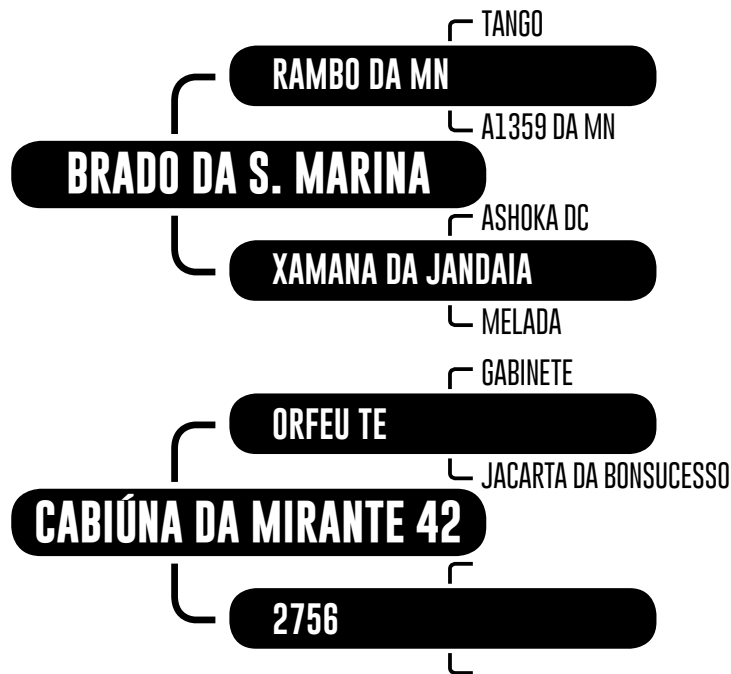 TANGO
RAMBO DA MN
A1359 DA MN
BRADO DA S. MARINA
ASHOKA DC
XAMANA DA JANDAIA
MELADA
GABINETE
ORFEU TE
JACARTA DA BONSUCESSO
CABIÚNA DA MIRANTE 42
2756